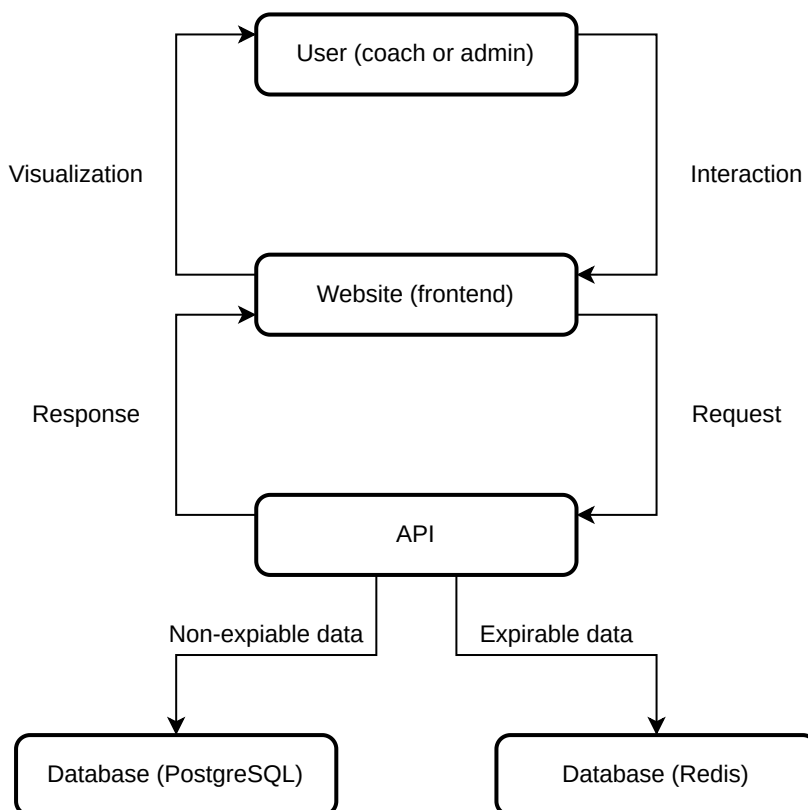 User (coach or admin)
Visualization
Interaction
Website (frontend)
Response
Request
API
Non-expiable data
Expirable data
Database (PostgreSQL)
Database (Redis)